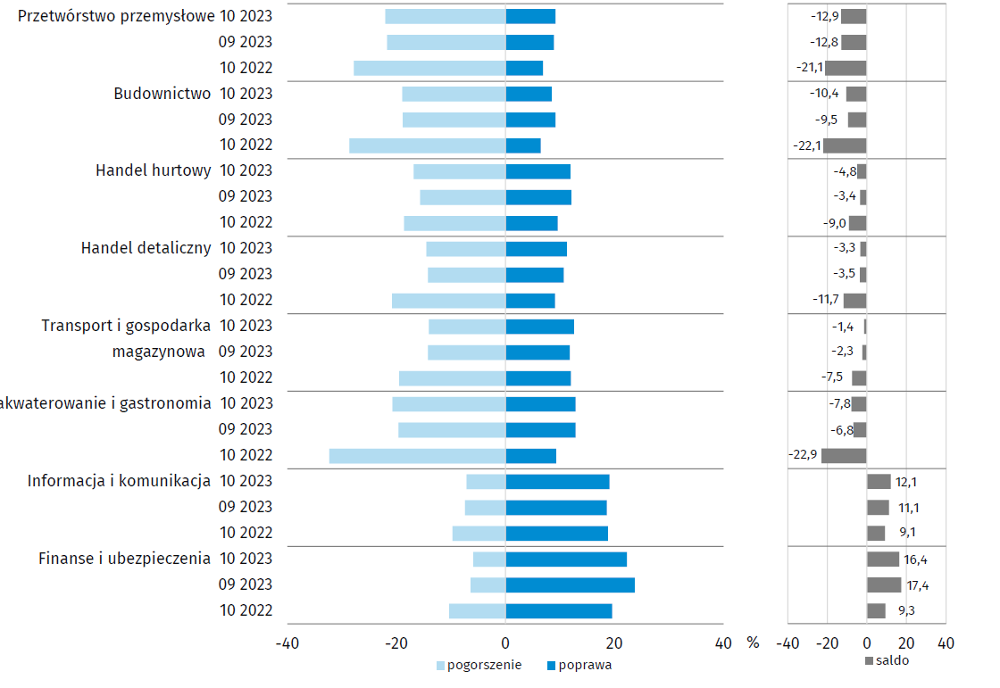 Przetwórstwo przemysłowe 10 2023 -12,9
09 2023 -12,8
10 2022 -21,1
Budownictwo 10 2023 -10,4
09 2023 -9,5
10 2022 -22,1
Handel hurtowy 10 2023 -4,8
09 2023 -3,4
10 2022 -9,0
Handel detaliczny 10 2023 -3,3
09 2023 -3,5
10 2022 -11,7
Transport i gospodarka 10 2023 -1,4
magazynowa 09 2023 -2,3
10 2022 -7,5
akwaterowanie i gastronomia 10 2023 -7,8
09 2023 -6,8
10 2022 -22,9
Informacja i komunikacja 10 2023 12,1
09 2023 11,1
10 2022 9,1
Finanse i ubezpieczenia 10 2023 16,4
09 2023 17,4
10 2022 9,3
-40 -20 0 20 40 % -40 -20 0 20 40
pogorszenie poprawa saldo